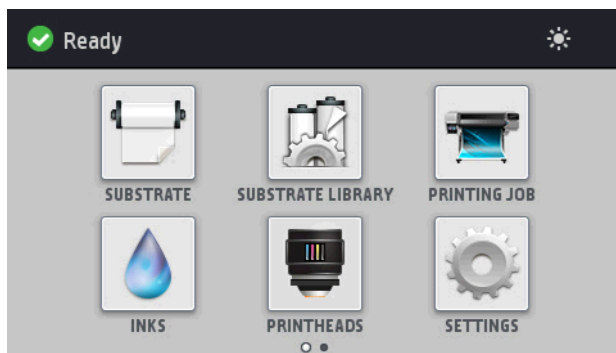 Ready
SUBSTRATE SUBSTRATE LIBRARY PRINTING JOB
INKS PRINTHEADS SETTINGS